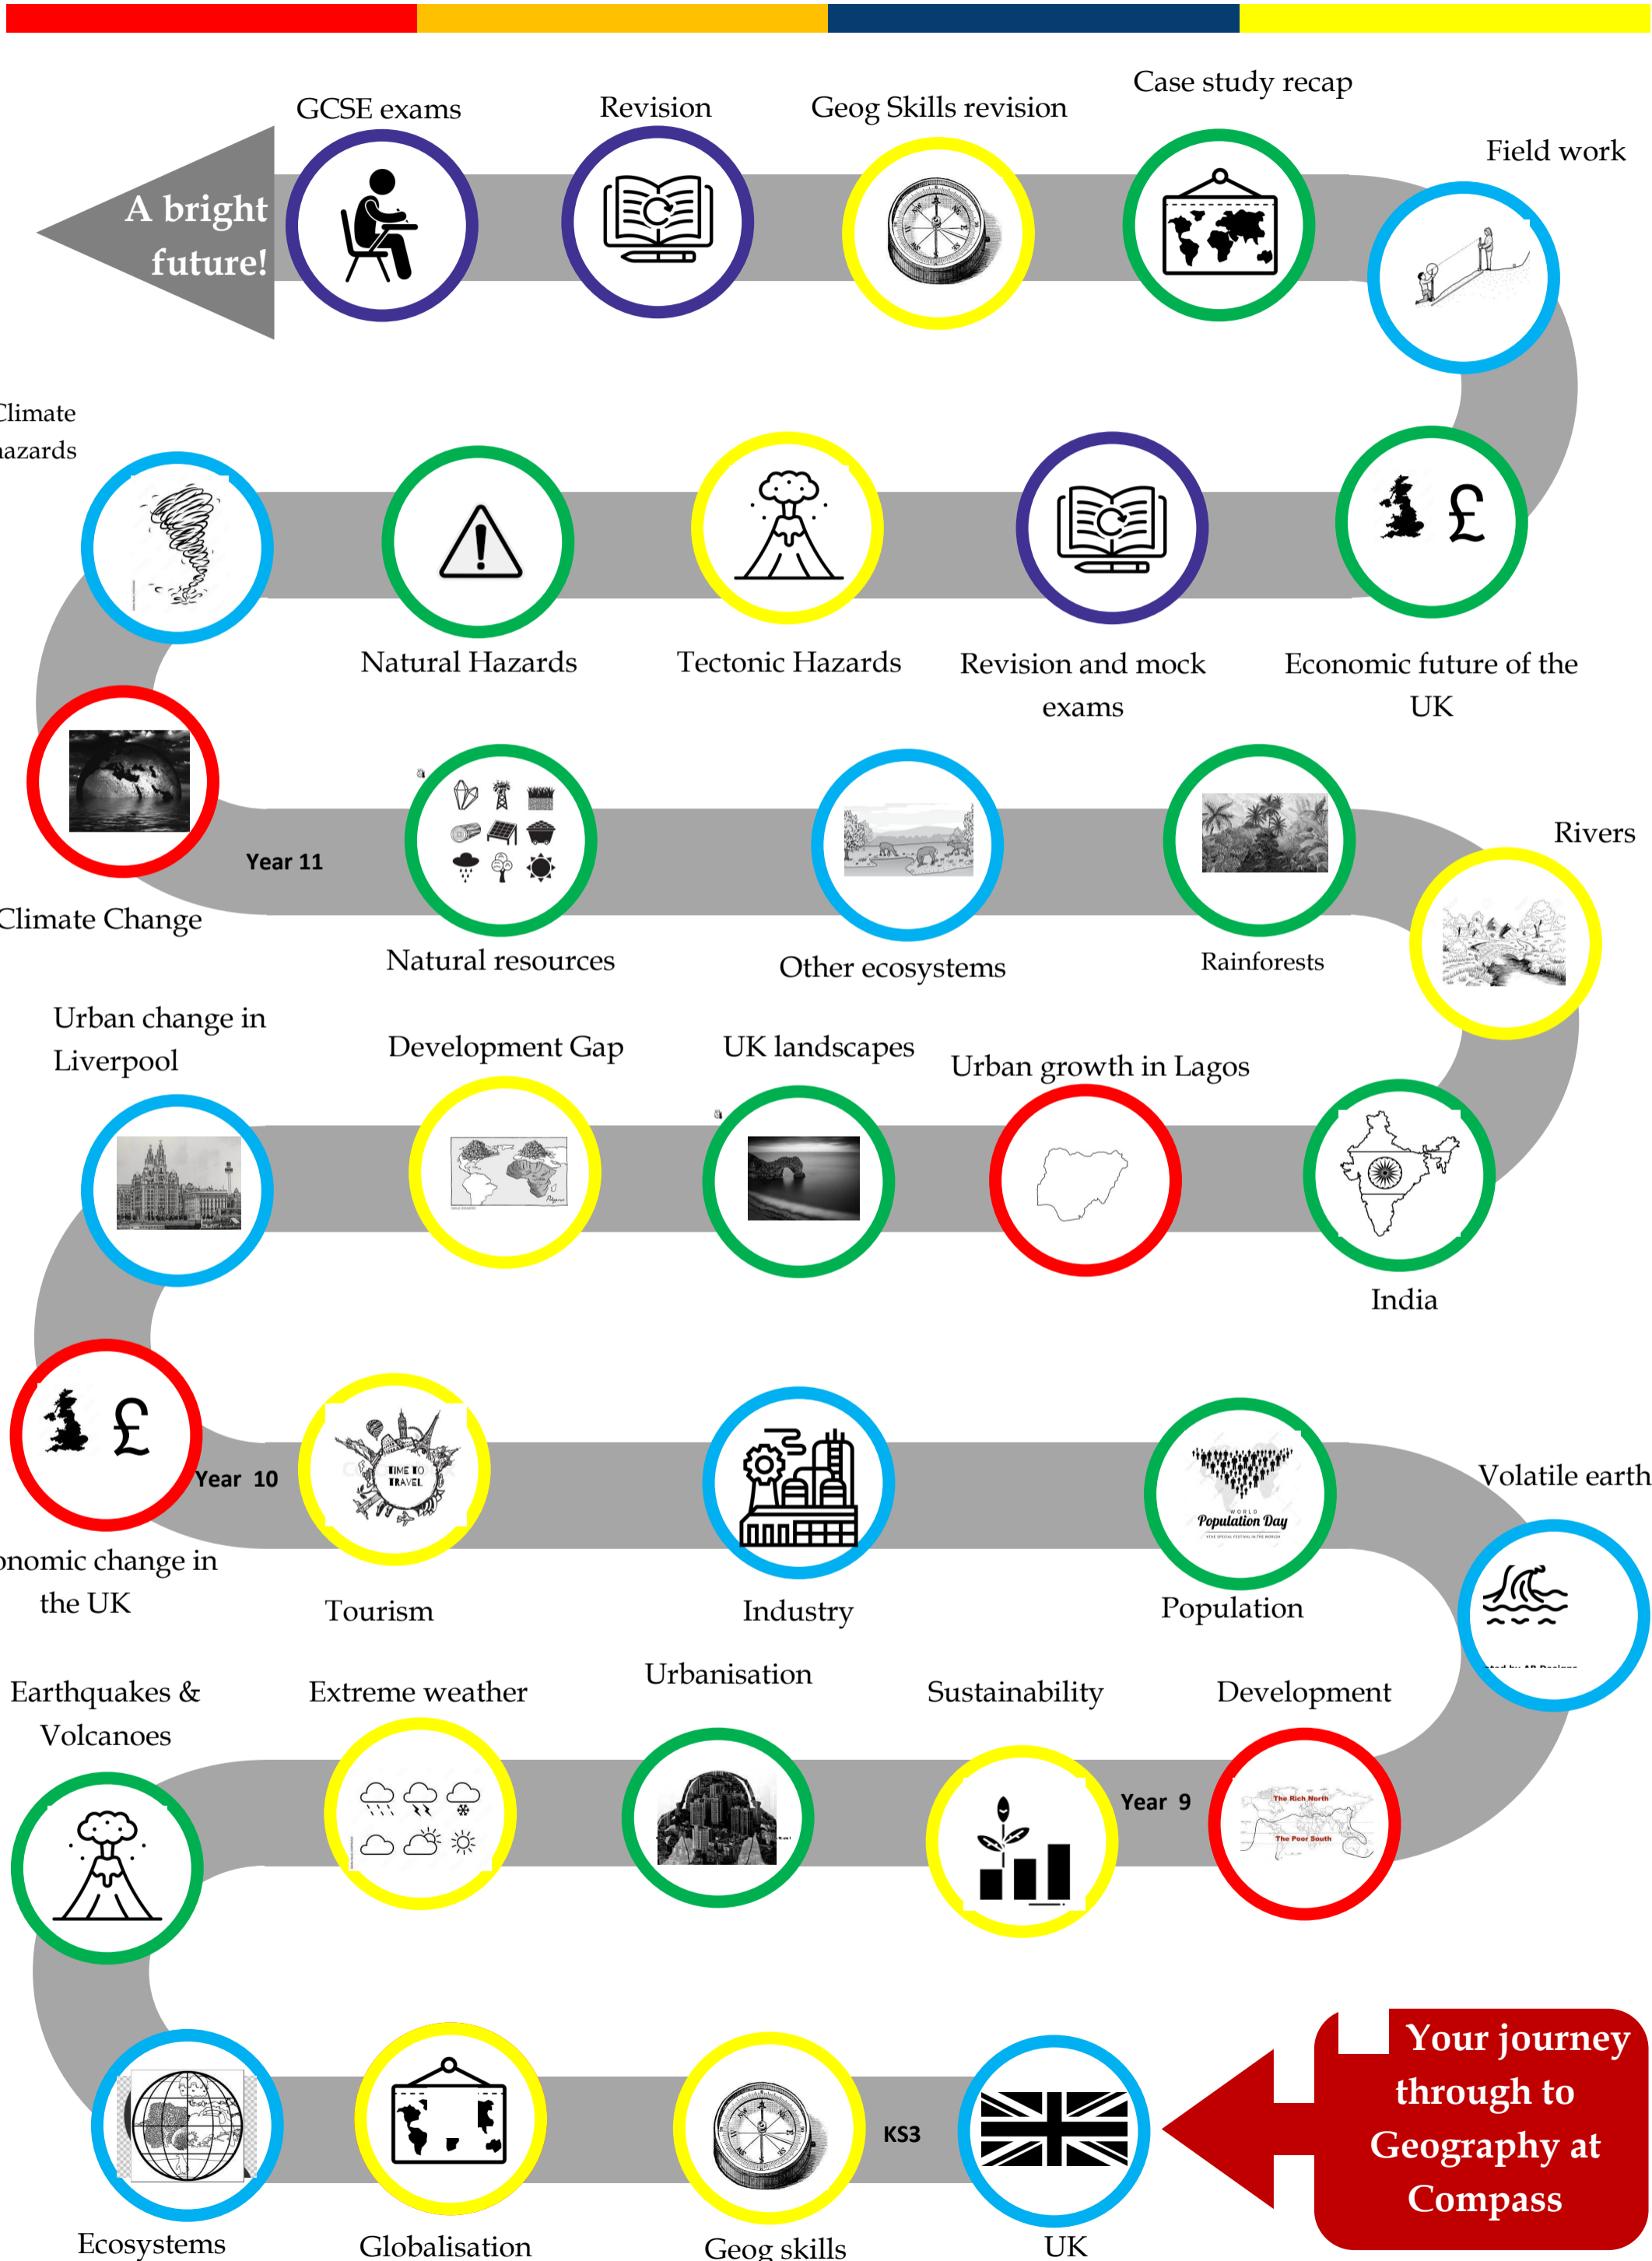 GCSE exams
Revision
Geog Skills revision
Case study recap
Field work
A bright
future!
Climate
hazards
Natural Hazards
Tectonic Hazards
Revision and mock
exams
Economic future of the
UK
Year 11
Climate Change
Natural resources
Other ecosystems
Rainforests
Rivers
Urban change in
Liverpool
Development Gap
UK landscapes
Urban growth in Lagos
India
TIME TO
TRAVEL
WORLD
Population Day
Year 10
onomic change in
the UK
Tourism
Industry
Population
Volatile earth
Earthquakes &
Volcanoes
Extreme weather
Urbanisation
Sustainability
Development
Year 9
The Rich North
The Poor South
KS3
Your journey
through to
Geography at
Compass
Ecosystems
Globalisation
Geog skills
UK